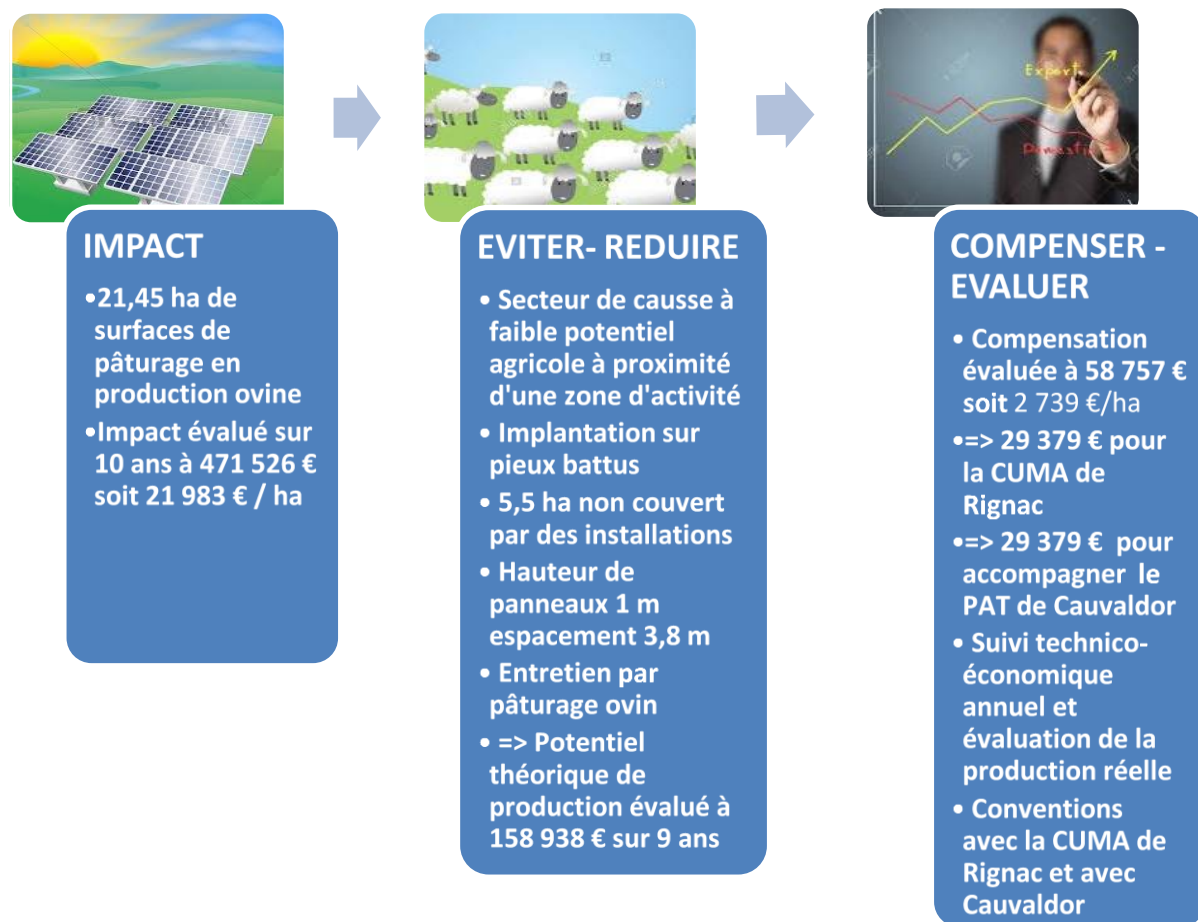 Export
Domestic
IMPACT
•21,45 ha de
surfaces de
pâturage en
production ovine
•Impact évalué sur
10 ans à 471 526 €
soit 21 983 € / ha
EVITER- REDUIRE
• Secteur de causse à
faible potentiel
agricole à proximité
d'une zone d'activité
• Implantation sur
pieux battus
• 5,5 ha non couvert
par des installations
• Hauteur de
panneaux 1 m
espacement 3,8 m
• Entretien par
pâturage ovin
• => Potentiel
théorique de
production évalué à
158 938 € sur 9 ans
COMPENSER -
EVALUER
• Compensation
évaluée à 58 757 €
soit 2 739 €/ha
•=> 29 379 € pour
la CUMA de
Rignac
•=> 29 379 € pour
accompagner le
PAT de Cauvaldor
• Suivi technico-
économique
annuel et
évaluation de la
production réelle
• Conventions
avec la CUMA de
Rignac et avec
Cauvaldor